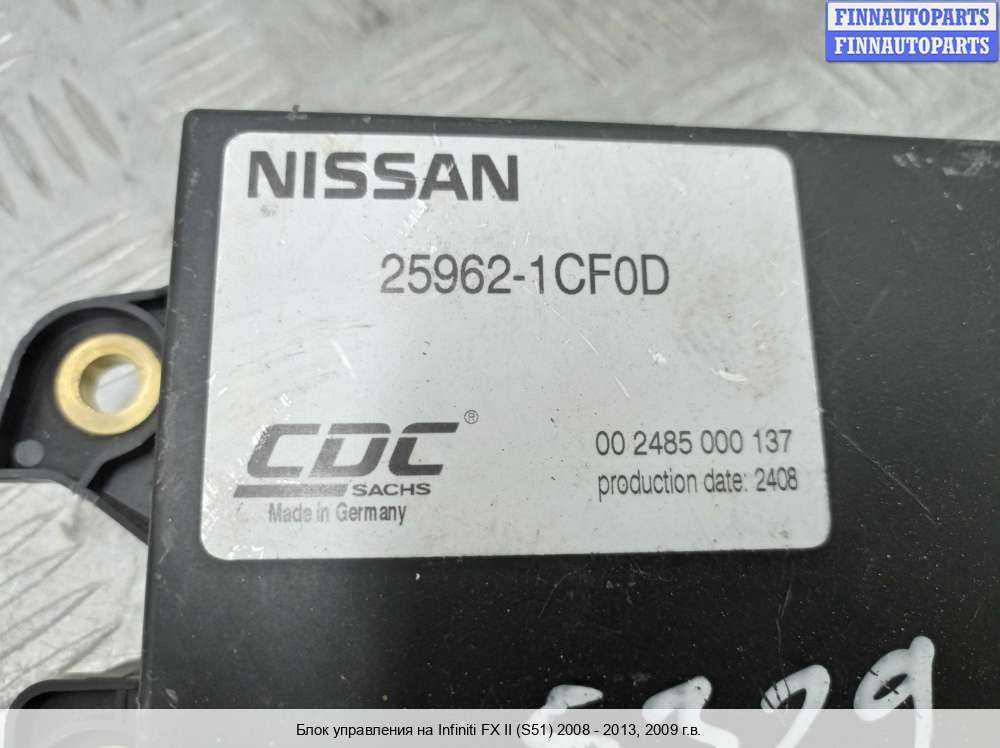 FINNAUTOPARTS
FINNAUTOPARTS
NISSAN
25962-1CF0D
CDC®
SACHS
Made in Germany
00 2485 000 137
production date: 2408
5329
Блок управления на Infiniti FX II (S51) 2008 - 2013, 2009 г.в.